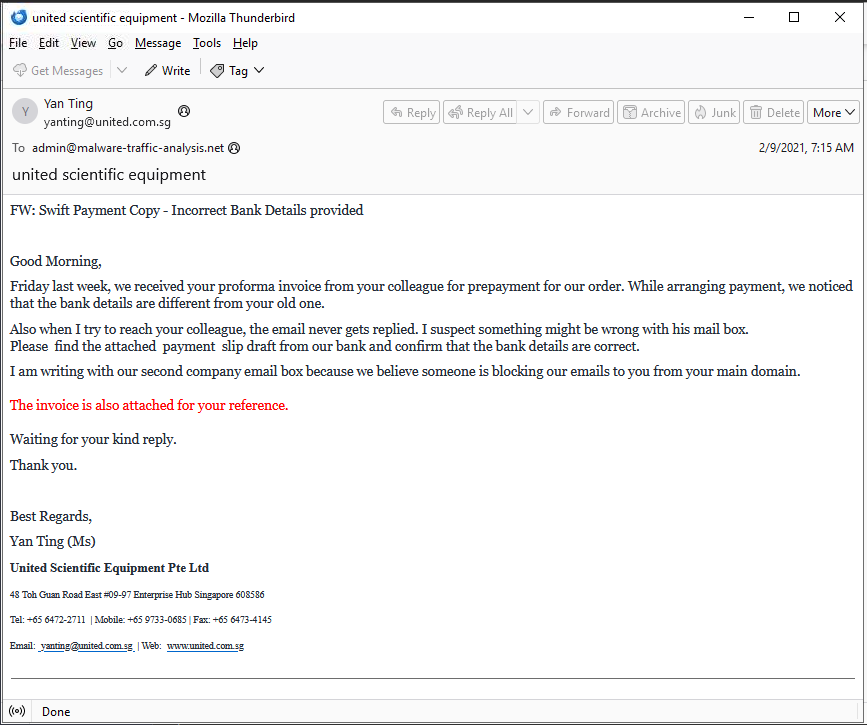 united scientific equipment - Mozilla Thunderbird
File Edit View Go Message Tools Help
Get Messages Write Tag
Y Yan Ting
yanting@united.com.sg
Reply Reply All Forward Archive Junk Delete More
To admin@malware-traffic-analysis.net 2/9/2021, 7:15 AM
united scientific equipment
FW: Swift Payment Copy - Incorrect Bank Details provided
Good Morning,
Friday last week, we received your proforma invoice from your colleague for prepayment for our order. While arranging payment, we noticed
that the bank details are different from your old one.
Also when I try to reach your colleague, the email never gets replied. I suspect something might be wrong with his mail box.
Please find the attached payment slip draft from our bank and confirm that the bank details are correct.
I am writing with our second company email box because we believe someone is blocking our emails to you from your main domain.
The invoice is also attached for your reference.
Waiting for your kind reply.
Thank you.
Best Regards,
Yan Ting (Ms)
United Scientific Equipment Pte Ltd
48 Toh Guan Road East #09-97 Enterprise Hub Singapore 608586
Tel: +65 6472-2711 | Mobile: +65 9733-0685 | Fax: +65 6473-4145
Email: yanting@united.com.sg | Web: www.united.com.sg
Done